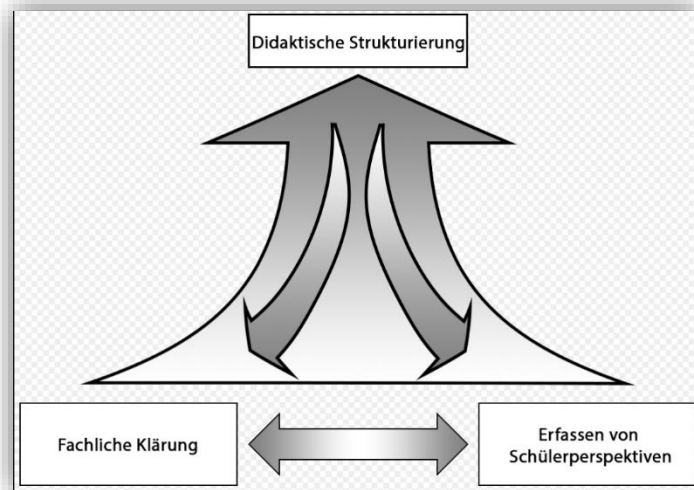 Didaktische Strukturierung
Fachliche Klärung
Erfassen von
Schülerperspektiven